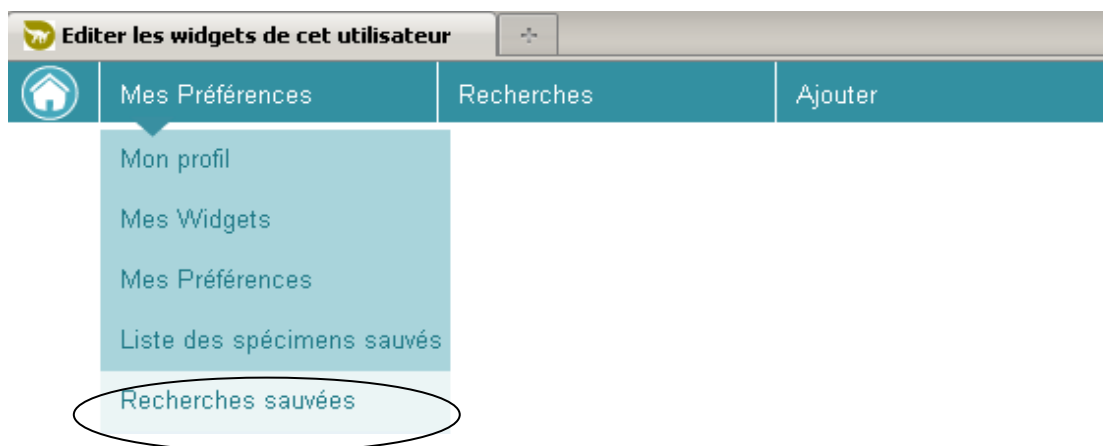 Editer les widgets de cet utilisateur
Mes Préférences Recherches Ajouter
Mon profil
Mes Widgets
Mes Préférences
Liste des spécimens sauvés
Recherches sauvées